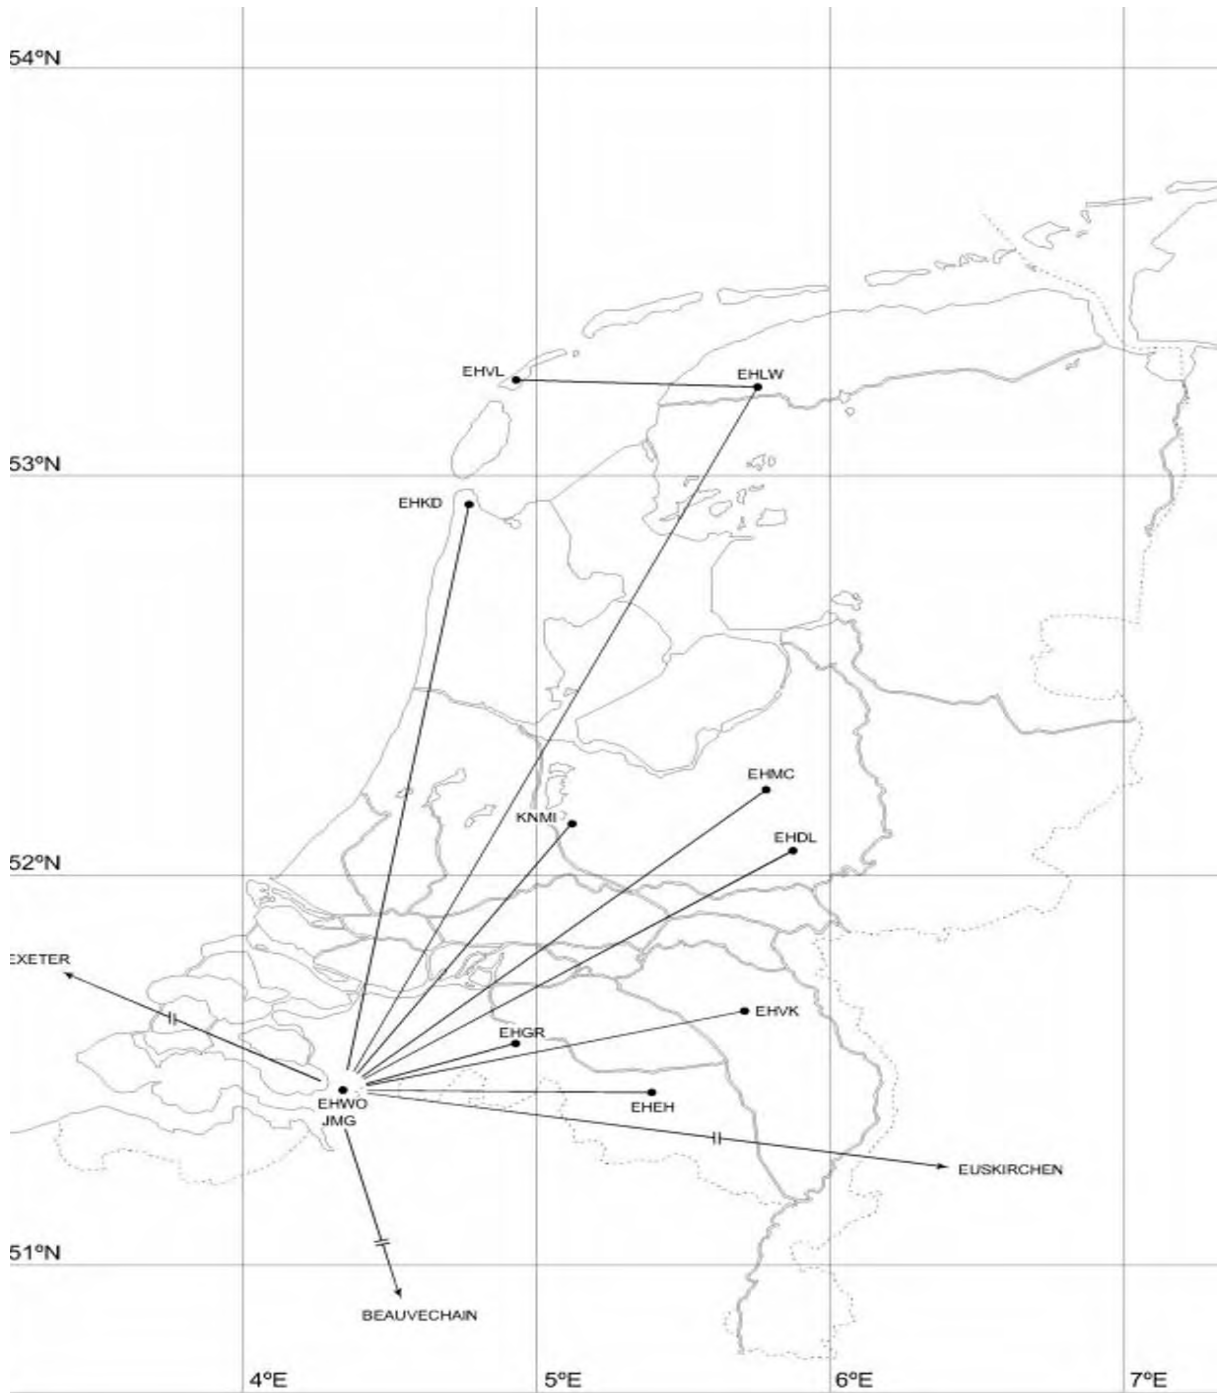 54ºN
EHVL
EHLW
53ºN
EHKD
EHMC
KNMI
EHDL
52ºN
EXETER
EHVK
EHGR
EHWO
JMG
EHEH
EUSKIRCHEN
51ºN
BEAUVECHAIN
4ºE
5ºE
6ºE
7ºE